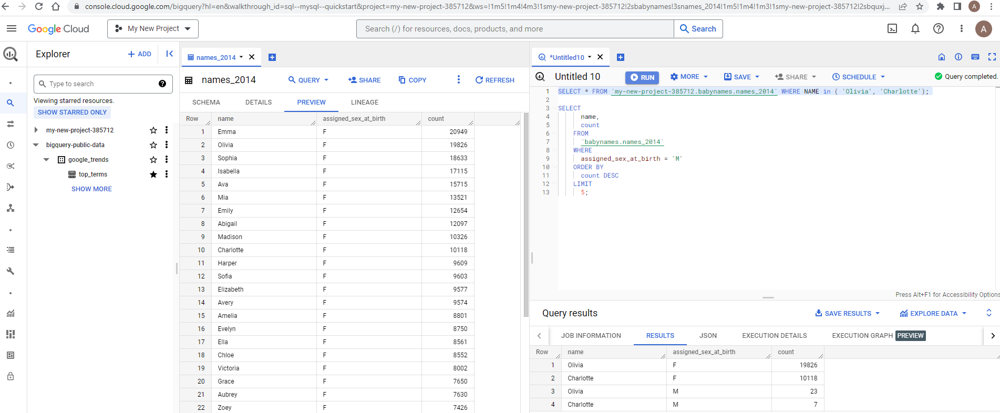 console.cloud.google.com/bigquery?hl=en&walkthrough_id=sql--mysql--quickstart&project=my-new-project-385712&ws=!1m5!1m4!4m3!1smy-new-project-385712!2sbabynames!3snames_2014!1m5!1m4!1m3!1smy-new-project-385712!2sbquxj...
A
Google Cloud
My New Project
Search (/) for resources, docs, products, and more
Search
A
Explorer
+ ADD
Type to search
Viewing starred resources.
SHOW STARRED ONLY
my-new-project-385712
bigquery-public-data
google_trends
top_terms
SHOW MORE
names_2014
names_2014
QUERY
SHARE
COPY
REFRESH
SCHEMA DETAILS PREVIEW LINEAGE
Row name assigned_sex_at_birth count
1 Emma F 20949
2 Olivia F 19826
3 Sophia F 18633
4 Isabella F 17115
5 Ava F 15715
6 Mia F 13521
7 Emily F 12654
8 Abigail F 12097
9 Madison F 10326
10 Charlotte F 10118
11 Harper F 9609
12 Sofia F 9603
13 Elizabeth F 9577
14 Avery F 9574
15 Amelia F 8801
16 Evelyn F 8750
17 Ella F 8561
18 Chloe F 8552
19 Victoria F 8002
20 Grace F 7650
21 Aubrey F 7630
22 Zoey F 7426
*Untitled10
Untitled 10
RUN
MORE
SAVE
SHARE
SCHEDULE
Query completed.
1 SELECT * FROM `my-new-project-385712.babynames.names_2014` WHERE NAME in ( 'Olivia', 'Charlotte');
2
3 SELECT
4 name,
5 count
6 FROM
7 `babynames.names_2014`
8 WHERE
9 assigned_sex_at_birth = 'M'
10 ORDER BY
11 count DESC
12 LIMIT
13 5;
Press Alt+F1 for Accessibility Options
Query results
SAVE RESULTS
EXPLORE DATA
JOB INFORMATION RESULTS JSON EXECUTION DETAILS EXECUTION GRAPH PREVIEW
Row name assigned_sex_at_birth count
1 Olivia F 19826
2 Charlotte F 10118
3 Olivia M 23
4 Charlotte M 7